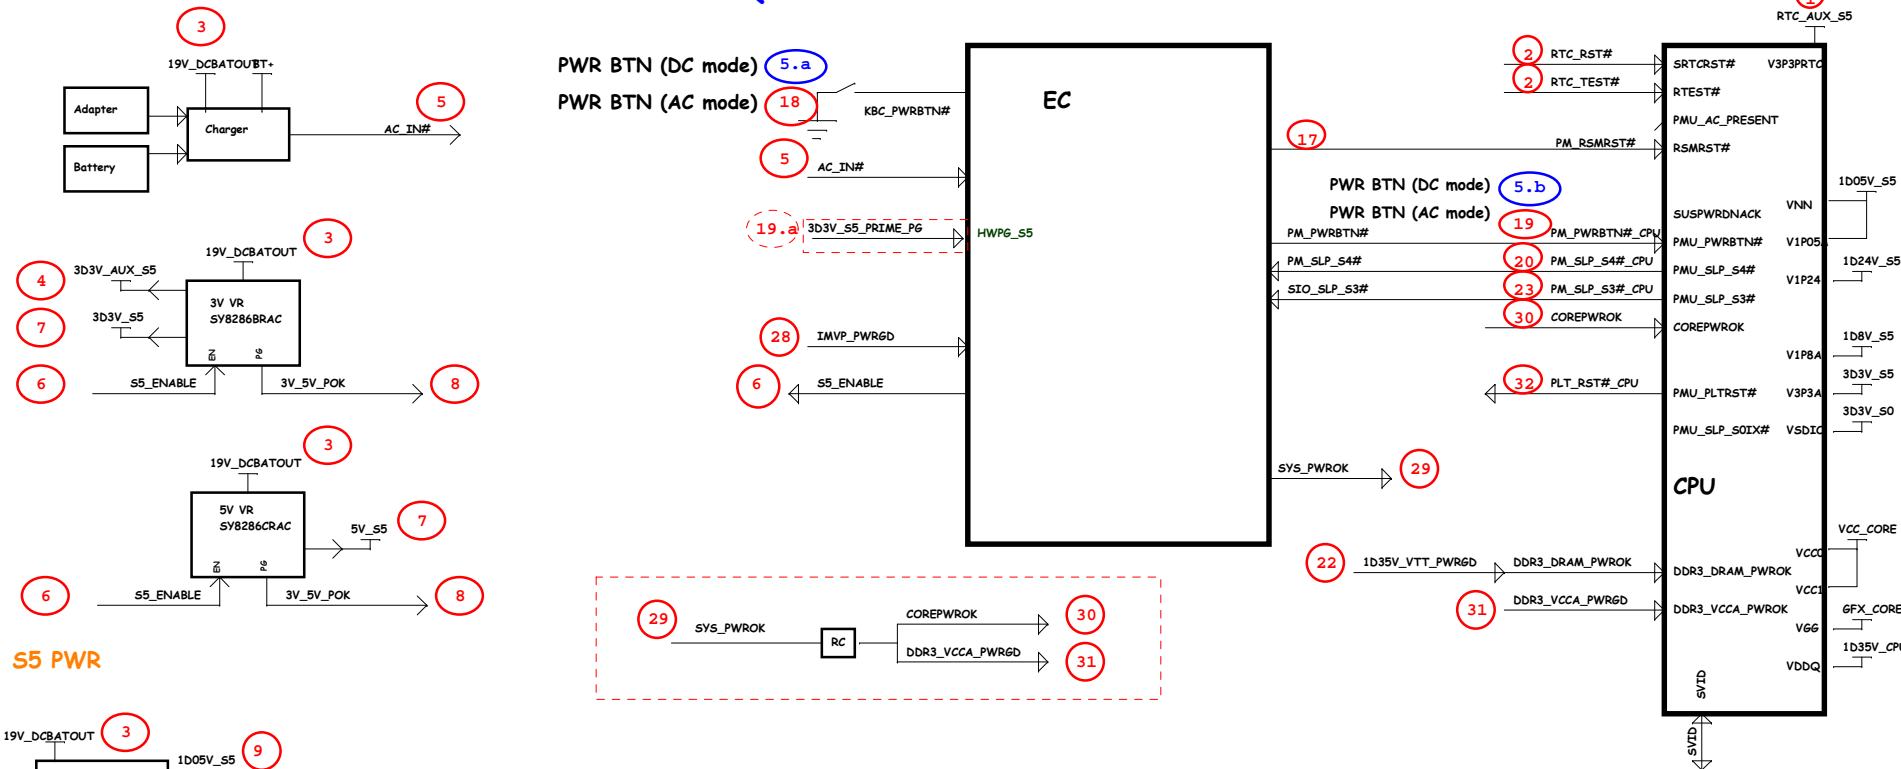 3
19V_DCBATOUT BT+
Adapter
Charger
Battery
5
AC_IN#
3
19V_DCBATOUT
4
3D3V_AUX_S5
7
3D3V_S5
3V VR
SY8286BRAC
EN
PG
6
S5_ENABLE
3V_5V_POK
8
3
19V_DCBATOUT
5V VR
SY8286CRAC
EN
PG
5V_S5
7
6
S5_ENABLE
3V_5V_POK
8
S5 PWR
19V_DCBATOUT
3
1D05V_S5
9
PWR BTN (DC mode)
5.a
PWR BTN (AC mode)
18
KBC_PWRBTN#
5
AC_IN#
19.a
3D3V_S5_PRIME_PG
HWPG_S5
28
IMVP_PWRGD
6
S5_ENABLE
EC
17
PM_RSMRST#
PWR BTN (DC mode)
5.b
PWR BTN (AC mode)
19
PM_PWRBTN#
PM_PWRBTN#_CPU
PM_SLP_S4#
20
PM_SLP_S4#_CPU
SIO_SLP_S3#
23
PM_SLP_S3#_CPU
30
COREPWROK
32
PLT_RST#_CPU
SYS_PWROK
29
29
SYS_PWROK
RC
COREPWROK
30
DDR3_VCCA_PWRGD
31
22
1D35V_VTT_PWRGD
DDR3_DRAM_PWROK
31
DDR3_VCCA_PWRGD
2
RTC_RST#
2
RTC_TEST#
1
RTC_AUX_S5
SRTCRST#
V3P3RTC
RTEST#
PMU_AC_PRESENT
RSMRST#
SUSPWRDNACK
VNN
1D05V_S5
PMU_PWRBTN#
V1P05A
PMU_SLP_S4#
V1P24
1D24V_S5
PMU_SLP_S3#
COREPWROK
V1P8A
1D8V_S5
PMU_PLTRST#
V3P3A
3D3V_S5
PMU_SLP_S0IX#
VSDIO
3D3V_S0
CPU
VCC_CORE
VCC0
DDR3_DRAM_PWROK
VCC1
DDR3_VCCA_PWROK
GFX_CORE
VGG
1D35V_CPU
VDDQ
SVID
SVID